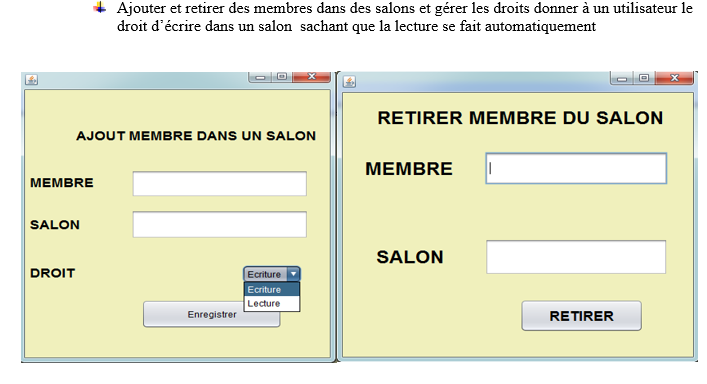 Ajouter et retirer des membres dans des salons et gérer les droits donner à un utilisateur le
droit d’écrire dans un salon sachant que la lecture se fait automatiquement
AJOUT MEMBRE DANS UN SALON
MEMBRE
SALON
DROIT
Ecriture
Ecriture
Lecture
Enregistrer
RETIRER MEMBRE DU SALON
MEMBRE
SALON
RETIRER